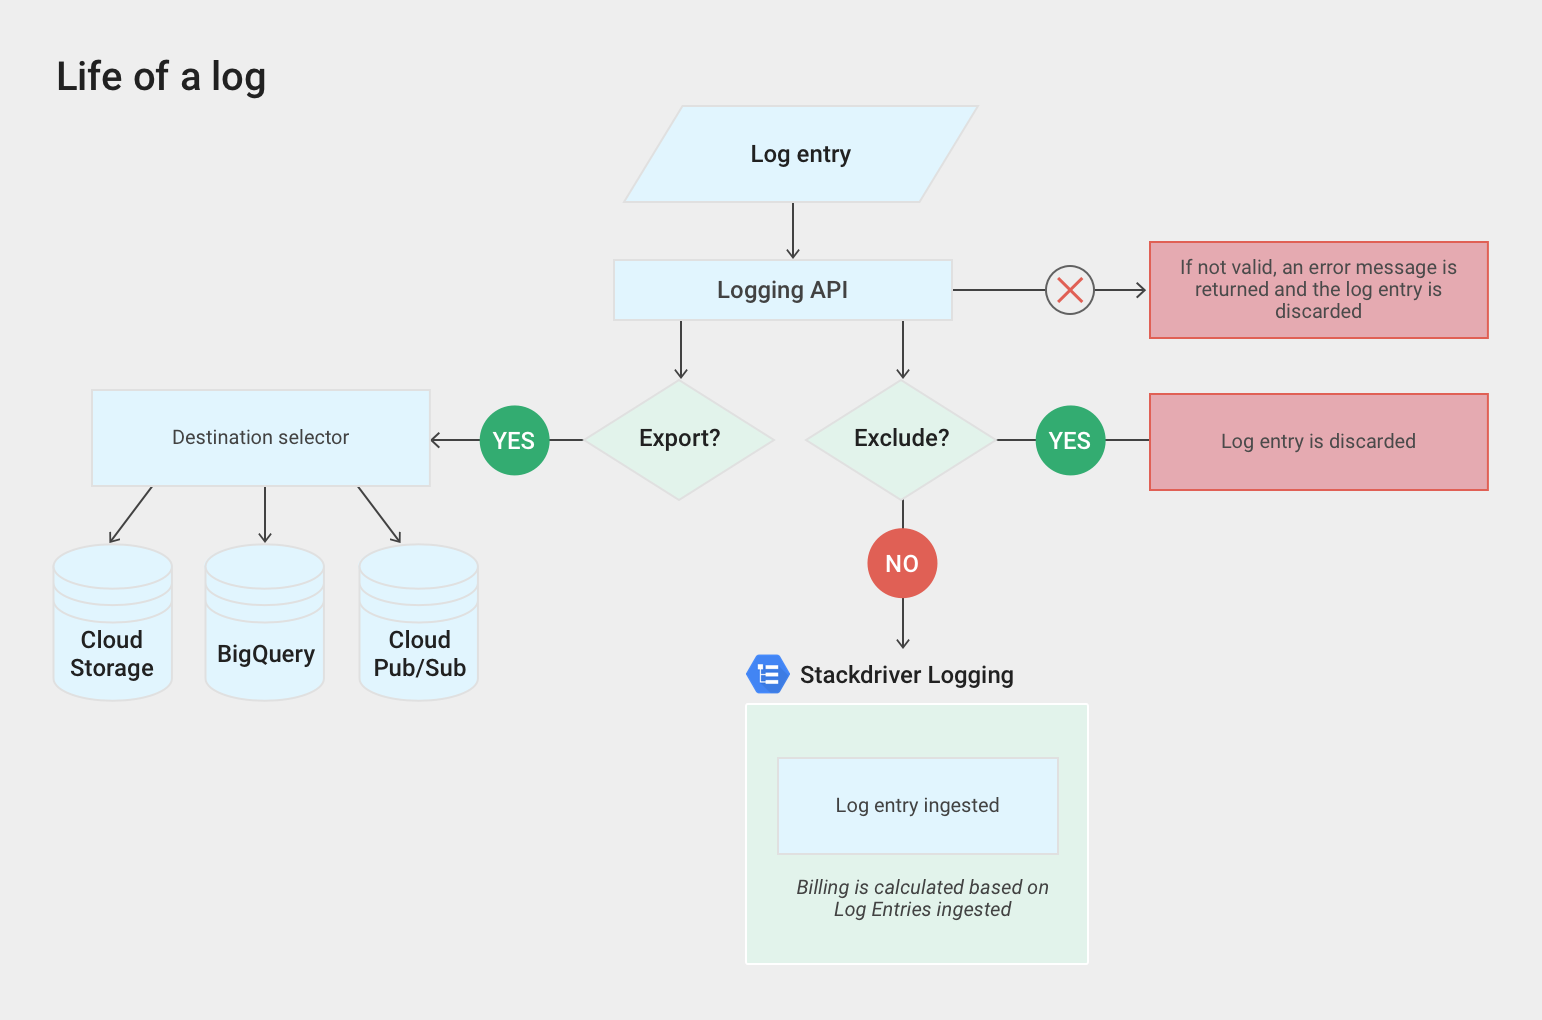 Life of a log
Log entry
Logging API
If not valid, an error message is
returned and the log entry is
discarded
Destination selector
YES
Export?
Exclude?
YES
Log entry is discarded
NO
Cloud
Storage
BigQuery
Cloud
Pub/Sub
Stackdriver Logging
Log entry ingested
Billing is calculated based on
Log Entries ingested